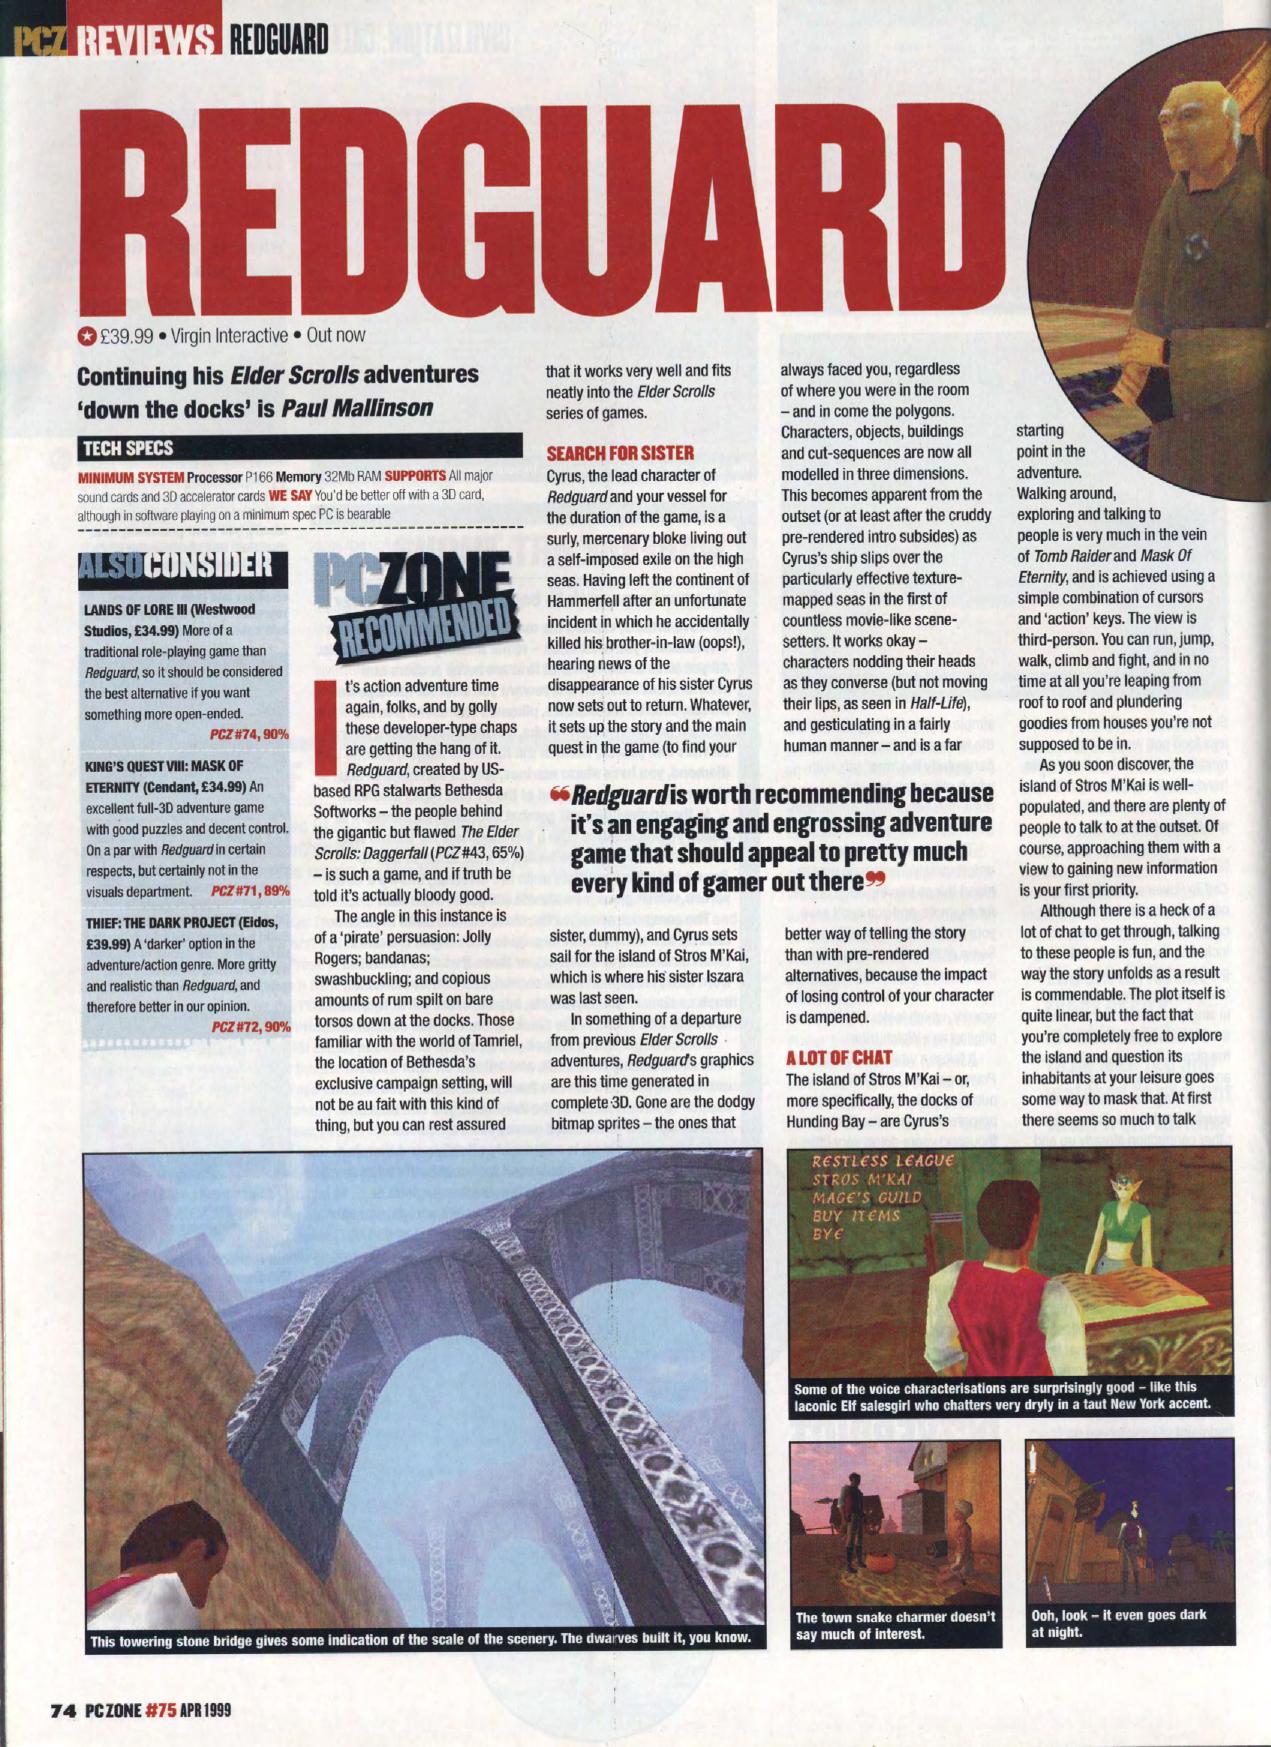 PCZ REVIEWS REDGUARD
REDGUARD
£39.99 • Virgin Interactive • Out now
Continuing his Elder Scrolls adventures
‘down the docks’ is Paul Mallinson
TECH SPECS
MINIMUM SYSTEM Processor P166 Memory 32Mb RAM SUPPORTS All major
sound cards and 3D accelerator cards WE SAY You'd be better off with a 3D card,
although in software playing on a minimum spec PC is bearable
ALSO CONSIDER
LANDS OF LORE III (Westwood
Studios, £34.99) More of a
traditional role-playing game than
Redguard, so it should be considered
the best alternative if you want
something more open-ended.
PCZ #74, 90%
KING'S QUEST VIII: MASK OF
ETERNITY (Cendant, £34.99) An
excellent full-3D adventure game
with good puzzles and decent control.
On a par with Redguard in certain
respects, but certainly not in the
visuals department. PCZ #71, 89%
THIEF: THE DARK PROJECT (Eidos,
£39.99) A ‘darker’ option in the
adventure/action genre. More gritty
and realistic than Redguard, and
therefore better in our opinion.
PCZ #72, 90%
PCZONE
RECOMMENDED
It's action adventure time
again, folks, and by golly
these developer-type chaps
are getting the hang of it.
Redguard, created by US-
based RPG stalwarts Bethesda
Softworks – the people behind
the gigantic but flawed The Elder
Scrolls: Daggerfall (PCZ #43, 65%)
– is such a game, and if truth be
told it's actually bloody good.
The angle in this instance is
of a ‘pirate’ persuasion: Jolly
Rogers; bandanas;
swashbuckling; and copious
amounts of rum spilt on bare
torsos down at the docks. Those
familiar with the world of Tamriel,
the location of Bethesda's
exclusive campaign setting, will
not be au fait with this kind of
thing, but you can rest assured
that it works very well and fits
neatly into the Elder Scrolls
series of games.
SEARCH FOR SISTER
Cyrus, the lead character of
Redguard and your vessel for
the duration of the game, is a
surly, mercenary bloke living out
a self-imposed exile on the high
seas. Having left the continent of
Hammerfell after an unfortunate
incident in which he accidentally
killed his brother-in-law (oops!),
hearing news of the
disappearance of his sister Cyrus
now sets out to return. Whatever,
it sets up the story and the main
quest in the game (to find your
“Redguard is worth recommending because
it's an engaging and engrossing adventure
game that should appeal to pretty much
every kind of gamer out there”
sister, dummy), and Cyrus sets
sail for the island of Stros M'Kai,
which is where his sister Iszara
was last seen.
In something of a departure
from previous Elder Scrolls
adventures, Redguard's graphics
are this time generated in
complete 3D. Gone are the dodgy
bitmap sprites – the ones that
always faced you, regardless
of where you were in the room
– and in come the polygons.
Characters, objects, buildings
and cut-sequences are now all
modelled in three dimensions.
This becomes apparent from the
outset (or at least after the cruddy
pre-rendered intro subsides) as
Cyrus's ship slips over the
particularly effective texture-
mapped seas in the first of
countless movie-like scene-
setters. It works okay –
characters nodding their heads
as they converse (but not moving
their lips, as seen in Half-Life),
and gesticulating in a fairly
human manner – and is a far
better way of telling the story
than with pre-rendered
alternatives, because the impact
of losing control of your character
is dampened.
A LOT OF CHAT
The island of Stros M'Kai – or,
more specifically, the docks of
Hunding Bay – are Cyrus's
starting
point in the
adventure.
Walking around,
exploring and talking to
people is very much in the vein
of Tomb Raider and Mask Of
Eternity, and is achieved using a
simple combination of cursors
and ‘action’ keys. The view is
third-person. You can run, jump,
walk, climb and fight, and in no
time at all you're leaping from
roof to roof and plundering
goodies from houses you're not
supposed to be in.
As you soon discover, the
island of Stros M'Kai is well-
populated, and there are plenty of
people to talk to at the outset. Of
course, approaching them with a
view to gaining new information
is your first priority.
Although there is a heck of a
lot of chat to get through, talking
to these people is fun, and the
way the story unfolds as a result
is commendable. The plot itself is
quite linear, but the fact that
you're completely free to explore
the island and question its
inhabitants at your leisure goes
some way to mask that. At first
there seems so much to talk
This towering stone bridge gives some indication of the scale of the scenery. The dwarves built it, you know.
RESTLESS LEAGUE
STROS M'KAI
MAGE'S GUILD
BUY ITEMS
BYE
Some of the voice characterisations are surprisingly good – like this
laconic Elf salesgirl who chatters very dryly in a taut New York accent.
The town snake charmer doesn't
say much of interest.
Ooh, look – it even goes dark
at night.
74 PC ZONE #75 APR 1999